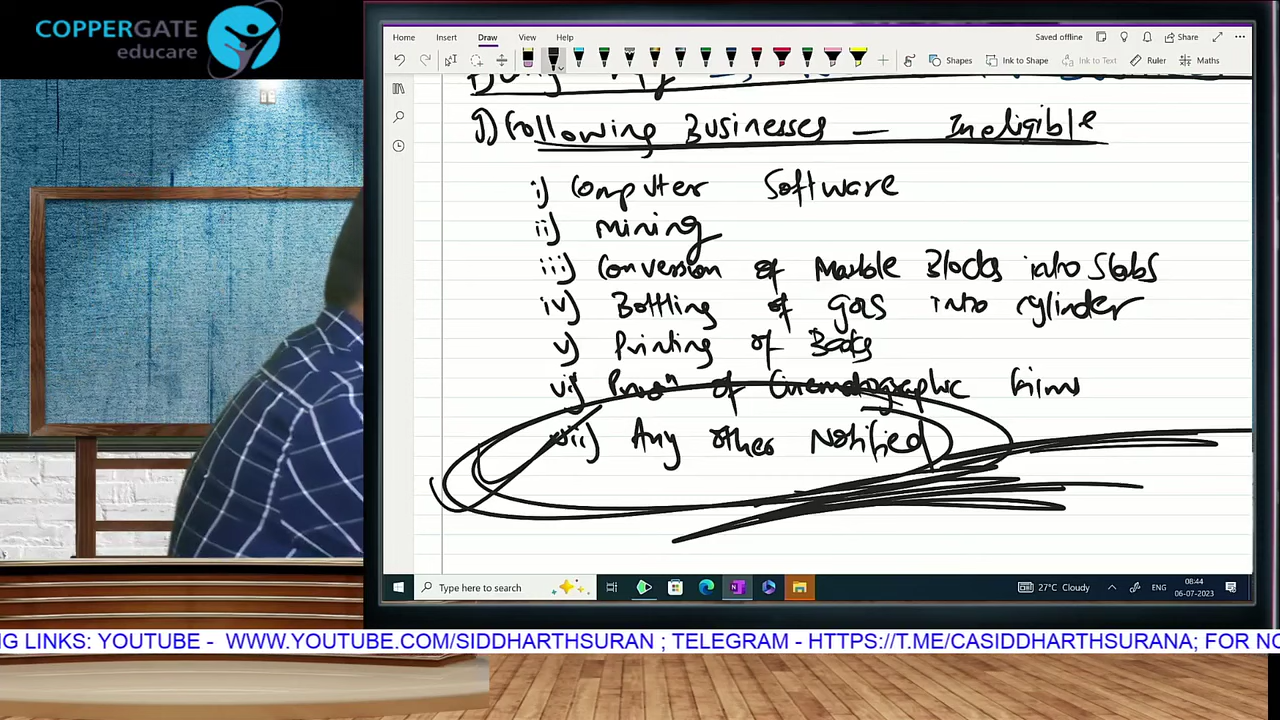 COPPERGATE
educare
Home Insert Draw View Help
Saved offline
Share
Shapes
Ink to Shape
Ink to Text
Ruler
Maths
1) Following Businesses — Ineligible
i) Computer Software
ii) Mining
iii) Conversion of Marble Blocks into Slabs
iv) Bottling of gas into cylinder
v) Printing of Books
vi) of Cinematographic films
vii) Any other Notified
Type here to search
27°C Cloudy
ENG
08:44
06-07-2023
NG LINKS: YOUTUBE - WWW.YOUTUBE.COM/SIDDHARTHSURAN ; TELEGRAM - HTTPS://T.ME/CASIDDHARTHSURANA; FOR NO